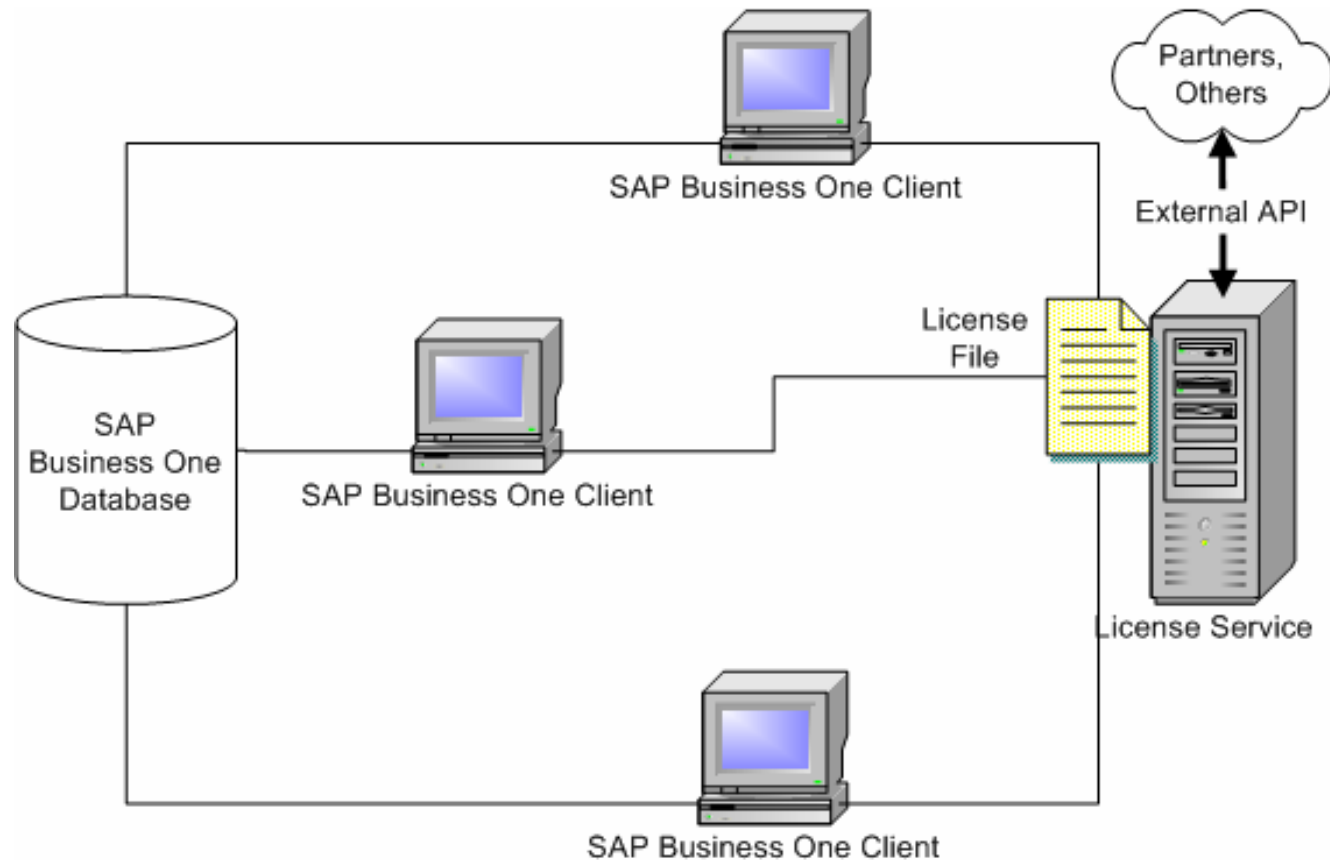 Partners,
Others
SAP Business One Client
External API
License
File
SAP
Business One
Database
SAP Business One Client
License Service
SAP Business One Client